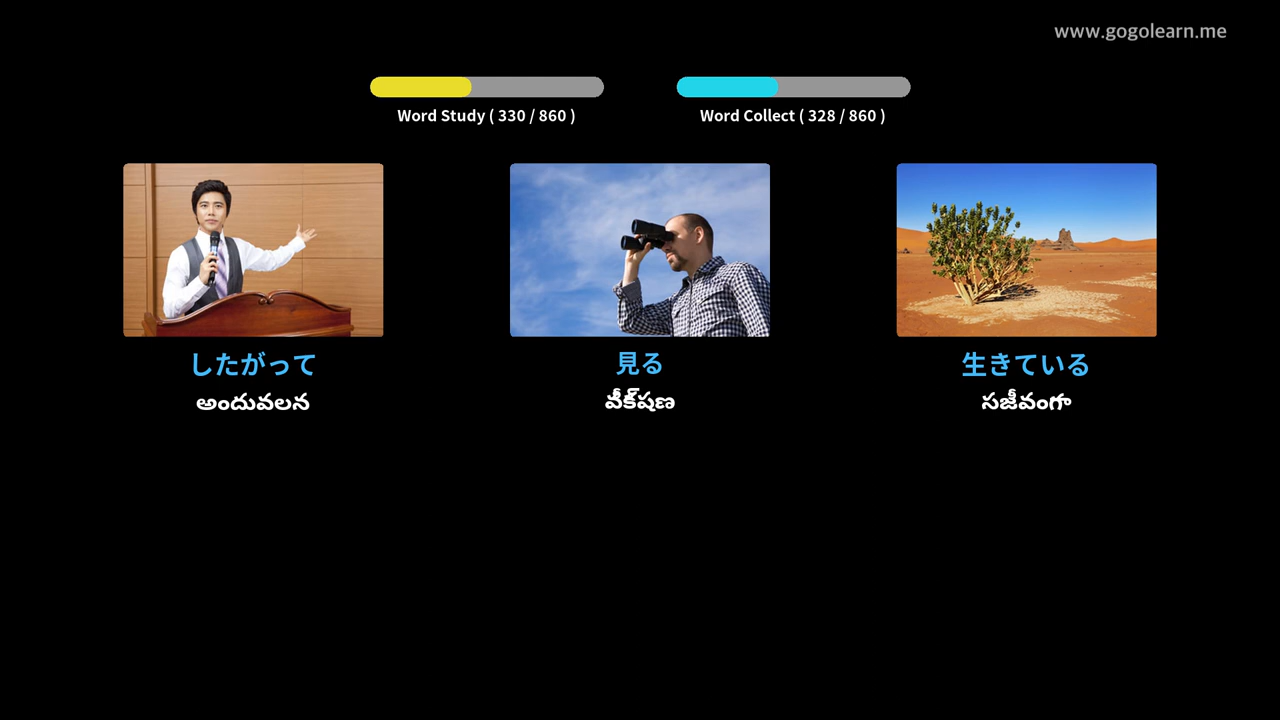 www.gogolearn.me
Word Study ( 330 / 860 )
Word Collect ( 328 / 860 )
したがって
見る
生きている
అందువలన
వీక్‌షణ
సజీవంగా